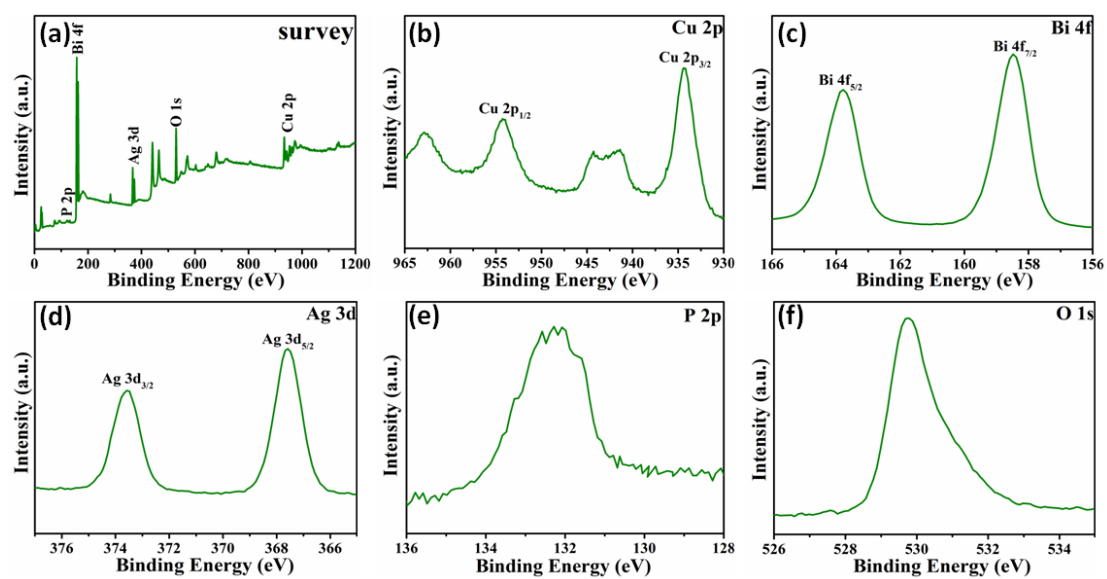 (a)
survey
Bi 4f
P 2p
Ag 3d
O 1s
Cu 2p
Intensity (a.u.)
0 200 400 600 800 1000 1200
Binding Energy (eV)
(b)
Cu 2p
Cu 2p3/2
Cu 2p1/2
Intensity (a.u.)
965 960 955 950 945 940 935 930
Binding Energy (eV)
(c)
Bi 4f
Bi 4f7/2
Bi 4f5/2
Intensity (a.u.)
166 164 162 160 158 156
Binding Energy (eV)
(d)
Ag 3d
Ag 3d5/2
Ag 3d3/2
Intensity (a.u.)
376 374 372 370 368 366
Binding Energy (eV)
(e)
P 2p
Intensity (a.u.)
136 134 132 130 128
Binding Energy (eV)
(f)
O 1s
Intensity (a.u.)
526 528 530 532 534
Binding Energy (eV)